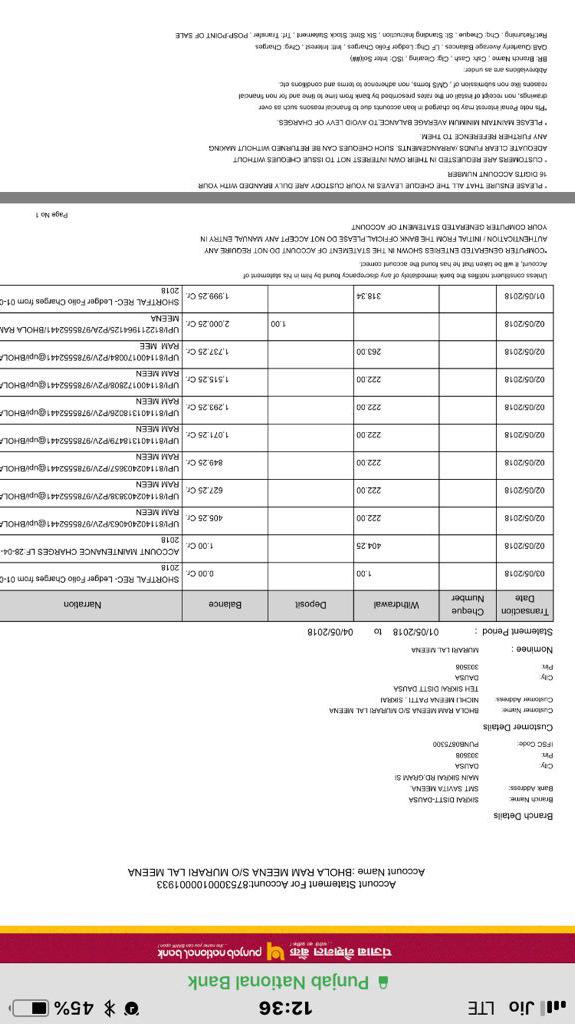 Jio LTE 12:36 45%
Punjab National Bank
पंजाब नैशनल बैंक punjab national bank
...भरोसे का प्रतीक ! ...the name you can BANK upon !
Account Statement For Account:8753000100001933
Account Name :BHOLA RAM MEENA S/O MURARI LAL MEENA
Branch Details
Branch Name: SIKRAI DISTT-DAUSA
Bank Address: SMT SAVITA MEENA,
MAIN SIKRAI RD.GRAM SI
City: DAUSA
Pin: 303508
IFSC Code: PUNB0875300
Customer Details
Customer Name: BHOLA RAM MEENA S/O MURARI LAL MEENA
Customer Address: NICHLI MEENA PATTI , SIKRAI
TEH SIKRAI DISTT DAUSA
City: DAUSA
Pin: 303508
Nominee : MURARI LAL MEENA
Statement Period : 01/05/2018 to 04/05/2018
Transaction Date Cheque Number Withdrawal Deposit Balance Narration
03/05/2018 1.00 0.00 Cr. SHORTFAL REC- Ledger Folio Charges from 01-0
2018
02/05/2018 404.25 1.00 Cr. ACCOUNT MAINTENANCE CHARGES LF:28-04-
2018
02/05/2018 222.00 405.25 Cr. UPI/811402404063/P2V/9785552441@upi/BHOLA
RAM MEEN
02/05/2018 222.00 627.25 Cr. UPI/811402403838/P2V/9785552441@upi/BHOLA
RAM MEEN
02/05/2018 222.00 849.25 Cr. UPI/811402403657/P2V/9785552441@upi/BHOLA
RAM MEEN
02/05/2018 222.00 1,071.25 Cr. UPI/811401318479/P2V/9785552441@upi/BHOLA
RAM MEEN
02/05/2018 222.00 1,293.25 Cr. UPI/811401318026/P2V/9785552441@upi/BHOLA
RAM MEEN
02/05/2018 222.00 1,515.25 Cr. UPI/811400172808/P2V/9785552441@upi/BHOLA
RAM MEEN
02/05/2018 263.00 1,737.25 Cr. UPI/811400170084/P2V/9785552441@upi/BHOLA
RAM MEE
02/05/2018 1.00 2,000.25 Cr. UPI/812211964125/P2A/9785552441/BHOLA RAM
MEENA
01/05/2018 318.34 1,999.25 Cr. SHORTFAL REC- Ledger Folio Charges from 01-0
2018
Unless constituent notifies the bank immediately of any discrepancy found by him in his statement of
Account, it will be taken that he has found the account correct.
"COMPUTER GENERATED ENTRIES SHOWN IN THE STATEMENT OF ACCOUNT DO NOT REQUIRE ANY
AUTHENTICATION / INITIAL FROM THE BANK OFFICIAL.PLEASE DO NOT ACCEPT ANY MANUAL ENTRY IN
YOUR COMPUTER GENERATED STATEMENT OF ACCOUNT
Page No 1
* PLEASE ENSURE THAT ALL THE CHEQUE LEAVES IN YOUR CUSTODY ARE DULY BRANDED WITH YOUR
16 DIGITS ACCOUNT NUMBER
* CUSTOMERS ARE REQUESTED IN THEIR OWN INTEREST NOT TO ISSUE CHEQUES WITHOUT
ADEQUATE CLEAR FUNDS /ARRANGEMENTS. SUCH CHEQUES CAN BE RETURNED WITHOUT MAKING
ANY FURTHER REFERENCE TO THEM.
* PLEASE MAINTAIN MINIMUM AVERAGE BALANCE,TO AVOID LEVY OF CHARGES.
*Pls note Penal interest may be charged in loan accounts due to financial reasons such as over
drawings, non receipt of instal at the rates prescribed by bank from time to time and for non financial
reasons like non submission of , QMS forms, non adherence to terms and conditions etc.
Abbreviations are as under:
BR: Branch Name , Csh: Cash , Clg: Clearing , ISO: Inter Sol(##)
QAB Quarterly Average Balances , LF Chg: Ledger Folio Charges , Intt: Interest , Chrg: Charges
Ret:Returning , Chq: Cheque , SI: Standing Instruction , Stk Stmt: Stock Statement , Trf: Transfer , POSP-POINT OF SALE